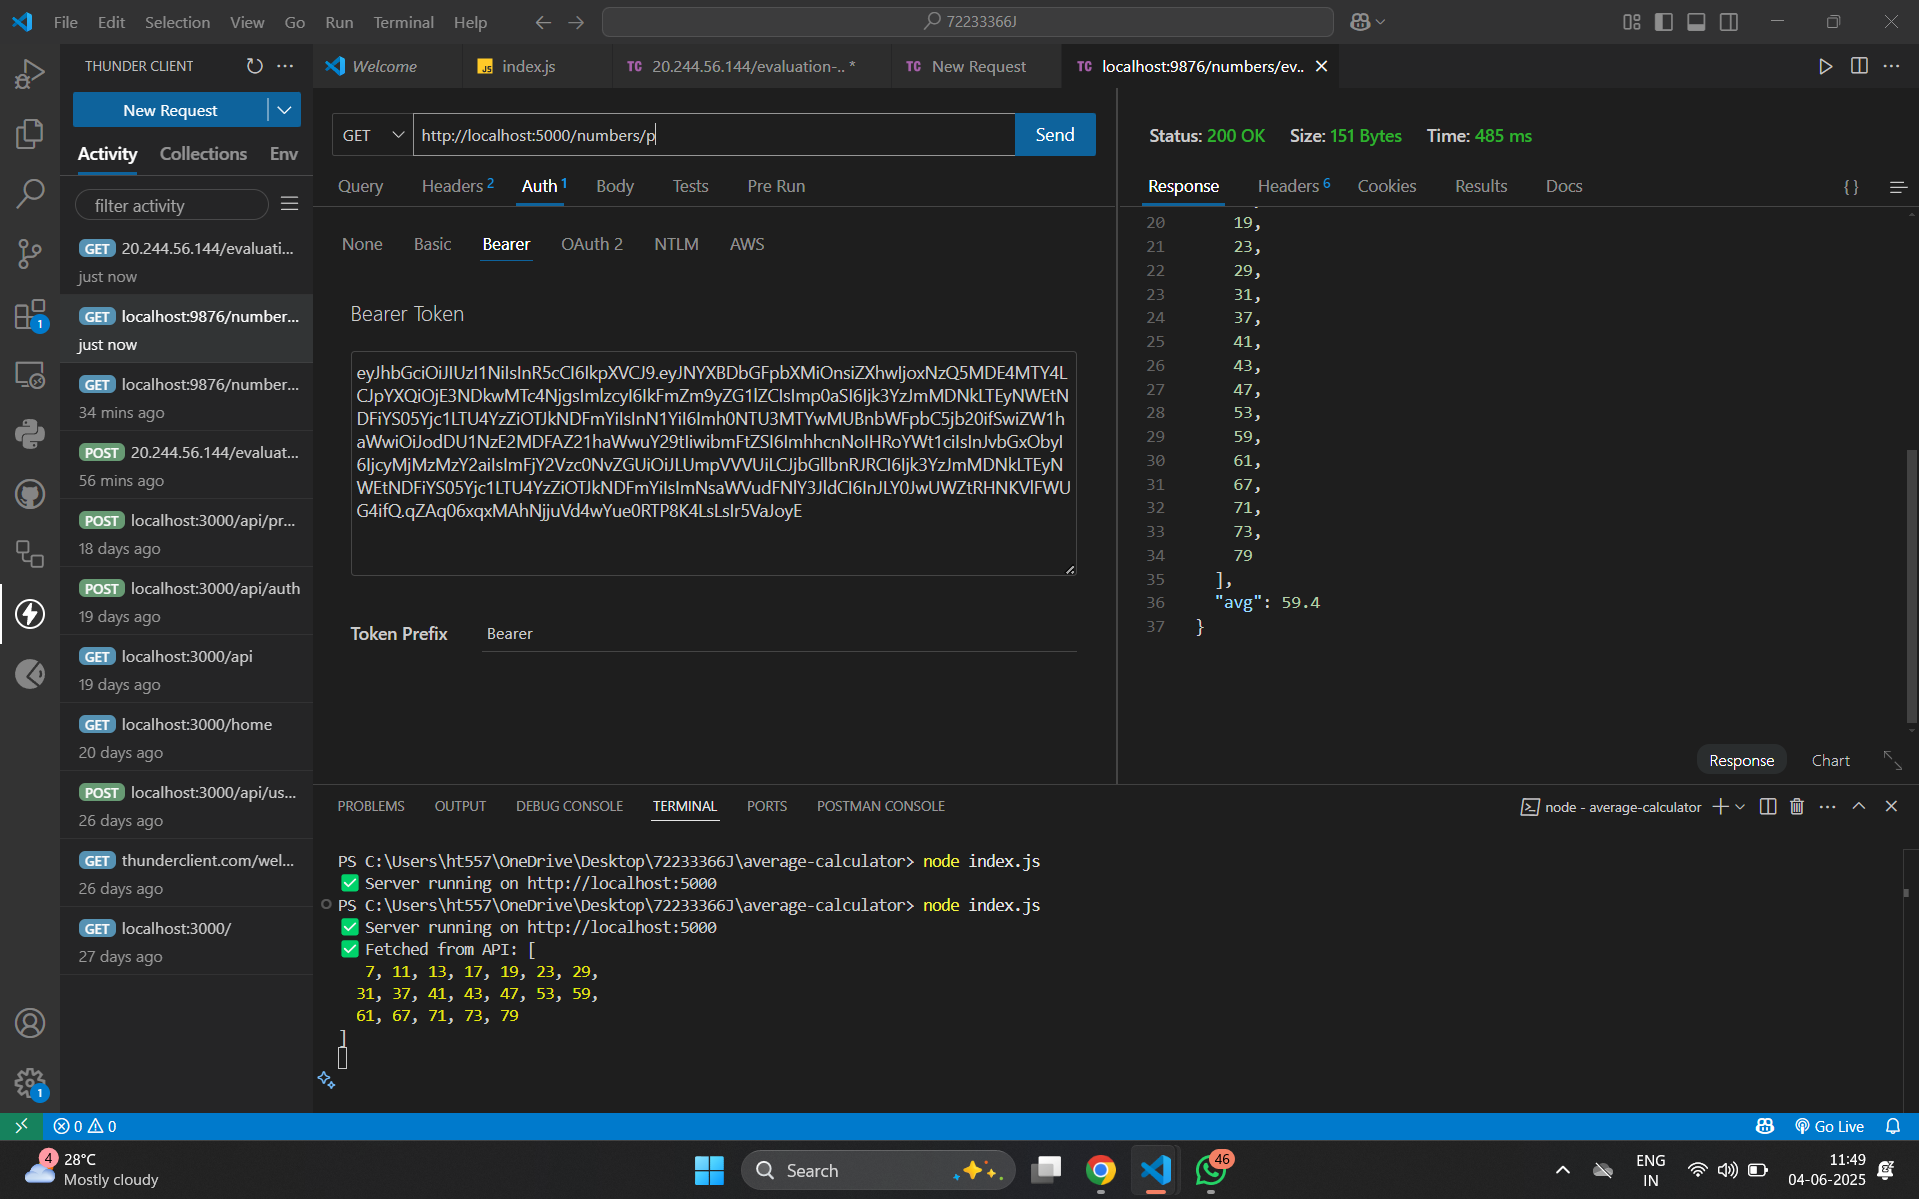 File Edit Selection View Go Run Terminal Help
72233366J
THUNDER CLIENT
New Request
Activity Collections Env
filter activity
GET 20.244.56.144/evaluati...
just now
GET localhost:9876/number...
just now
GET localhost:9876/number...
34 mins ago
POST 20.244.56.144/evaluat...
56 mins ago
POST localhost:3000/api/pr...
18 days ago
POST localhost:3000/api/auth
19 days ago
GET localhost:3000/api
19 days ago
GET localhost:3000/home
20 days ago
POST localhost:3000/api/us...
26 days ago
GET thunderclient.com/wel...
26 days ago
GET localhost:3000/
27 days ago
1
1
Welcome
JS index.js
TC 20.244.56.144/evaluation-.. *
TC New Request
TC localhost:9876/numbers/ev..
GET http://localhost:5000/numbers/p Send
Query Headers 2 Auth 1 Body Tests Pre Run
None Basic Bearer OAuth 2 NTLM AWS
Bearer Token
Token Prefix Bearer
Status: 200 OK Size: 151 Bytes Time: 485 ms
Response Headers 6 Cookies Results Docs
{ }
20 19,
21 23,
22 29,
23 31,
24 37,
25 41,
26 43,
27 47,
28 53,
29 59,
30 61,
31 67,
32 71,
33 73,
34 79
35 ],
36 "avg": 59.4
37 }
Response Chart
PROBLEMS OUTPUT DEBUG CONSOLE TERMINAL PORTS POSTMAN CONSOLE
node - average-calculator
PS C:\Users\ht557\OneDrive\Desktop\72233366J\average-calculator> node index.js
✅ Server running on http://localhost:5000
PS C:\Users\ht557\OneDrive\Desktop\72233366J\average-calculator> node index.js
✅ Server running on http://localhost:5000
✅ Fetched from API: [
7, 11, 13, 17, 19, 23, 29,
31, 37, 41, 43, 47, 53, 59,
61, 67, 71, 73, 79
]
0 0
Go Live
4 28°C
Mostly cloudy
Search
46
ENG
IN
11:49
04-06-2025